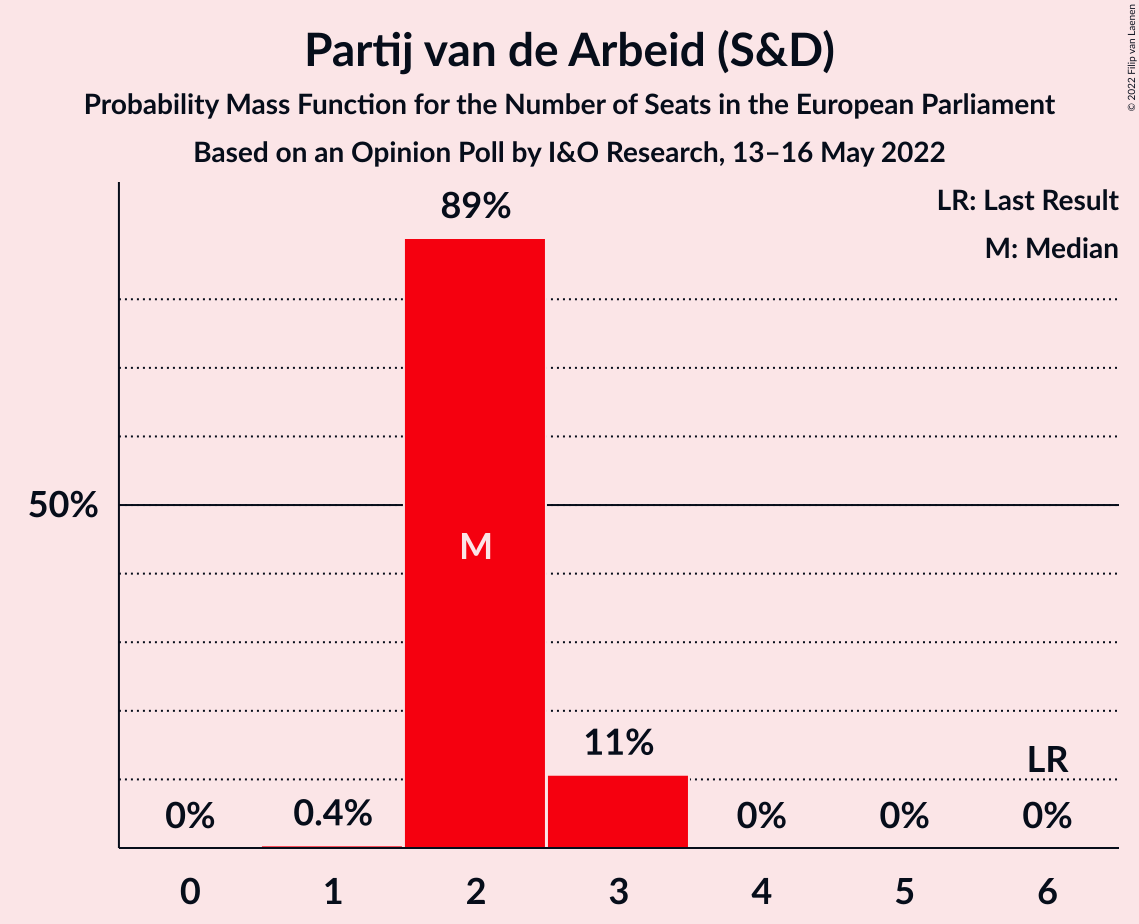 Partij van de Arbeid (S&D)
Probability Mass Function for the Number of Seats in the European Parliament
Based on an Opinion Poll by I&O Research, 13–16 May 2022
© 2022 Filip van Laenen
LR: Last Result
M: Median
89%
50%
M
11%
LR
0%
0.4%
0%
0%
0%
0 1 2 3 4 5 6